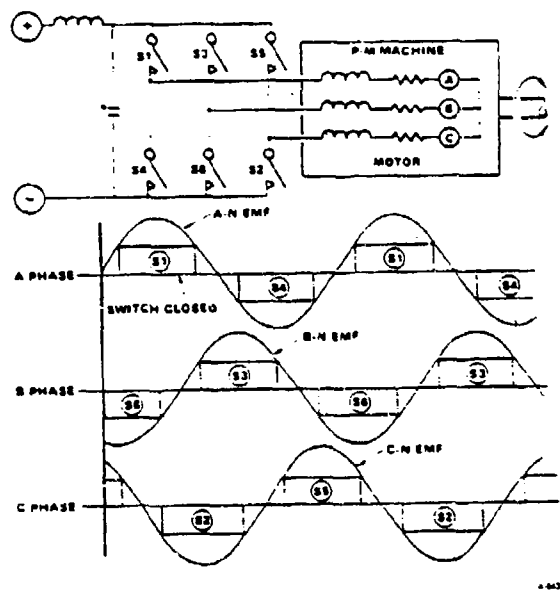 +
S1 S3 S5
P-M MACHINE
A
B
C
MOTOR
S4 S6 S2
−
A-N EMF
S1 S4 S1 S4
A PHASE
SWITCH CLOSED
B-N EMF
S6 S3 S6 S3
B PHASE
C-N EMF
S5
C PHASE
S2 S2